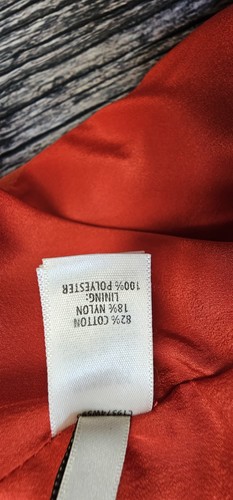 82% COTTON
18% NYLON
LINING:
100% POLYESTER